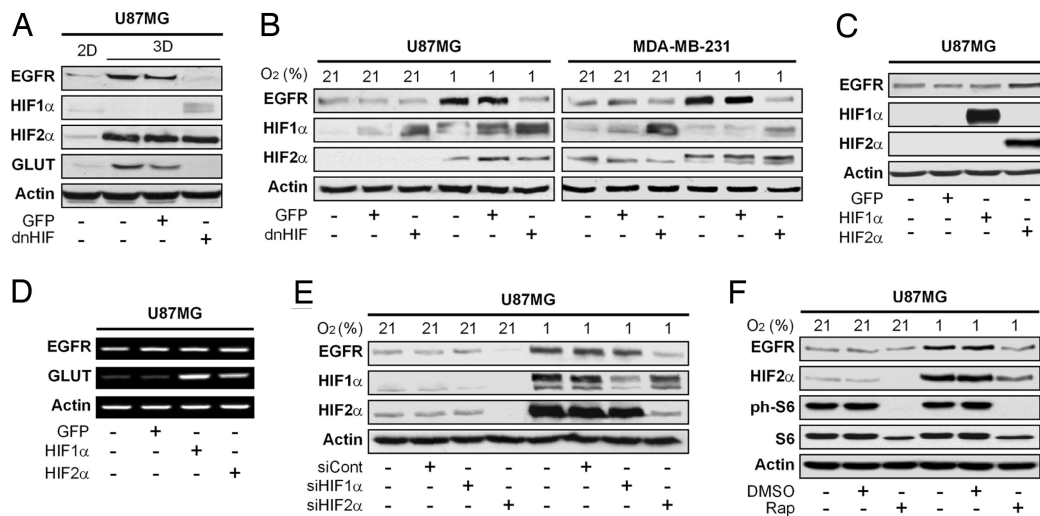 A
U87MG
2D 3D
EGFR
HIF1α
HIF2α
GLUT
Actin
GFP - - + -
dnHIF - - - +
B
U87MG MDA-MB-231
O2 (%) 21 21 21 1 1 1 21 21 21 1 1 1
EGFR
HIF1α
HIF2α
Actin
GFP - + - - + - - + - - + -
dnHIF - - + - - + - - + - - +
C
U87MG
EGFR
HIF1α
HIF2α
Actin
GFP - + - -
HIF1α - - + -
HIF2α - - - +
D
U87MG
EGFR
GLUT
Actin
GFP - + - -
HIF1α - - + -
HIF2α - - - +
E
U87MG
O2 (%) 21 21 21 21 1 1 1 1
EGFR
HIF1α
HIF2α
Actin
siCont - + - - - + - -
siHIF1α - - + - - - + -
siHIF2α - - - + - - - +
F
U87MG
O2 (%) 21 21 21 1 1 1
EGFR
HIF2α
ph-S6
S6
Actin
DMSO - + - - + -
Rap - - + - - +